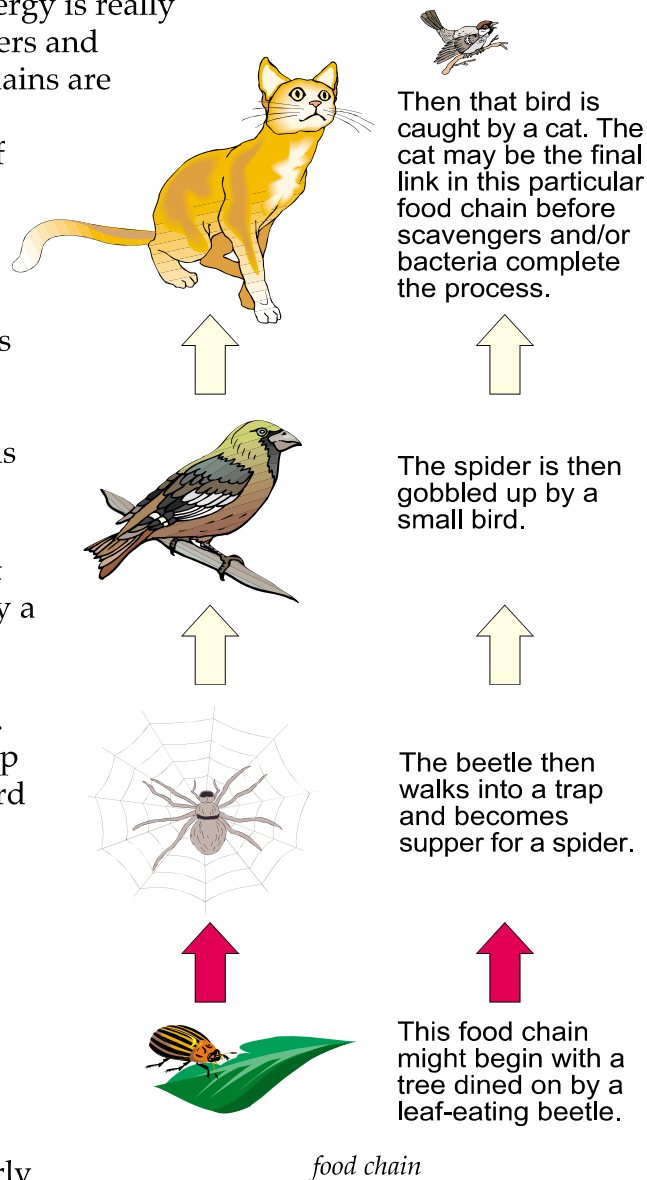 ergy is really
ers and
ains are
f
s
is
y a
p
rd
rly
Then that bird is
caught by a cat. The
cat may be the final
link in this particular
food chain before
scavengers and/or
bacteria complete
the process.
The spider is then
gobbled up by a
small bird.
The beetle then
walks into a trap
and becomes
supper for a spider.
This food chain
might begin with a
tree dined on by a
leaf-eating beetle.
food chain